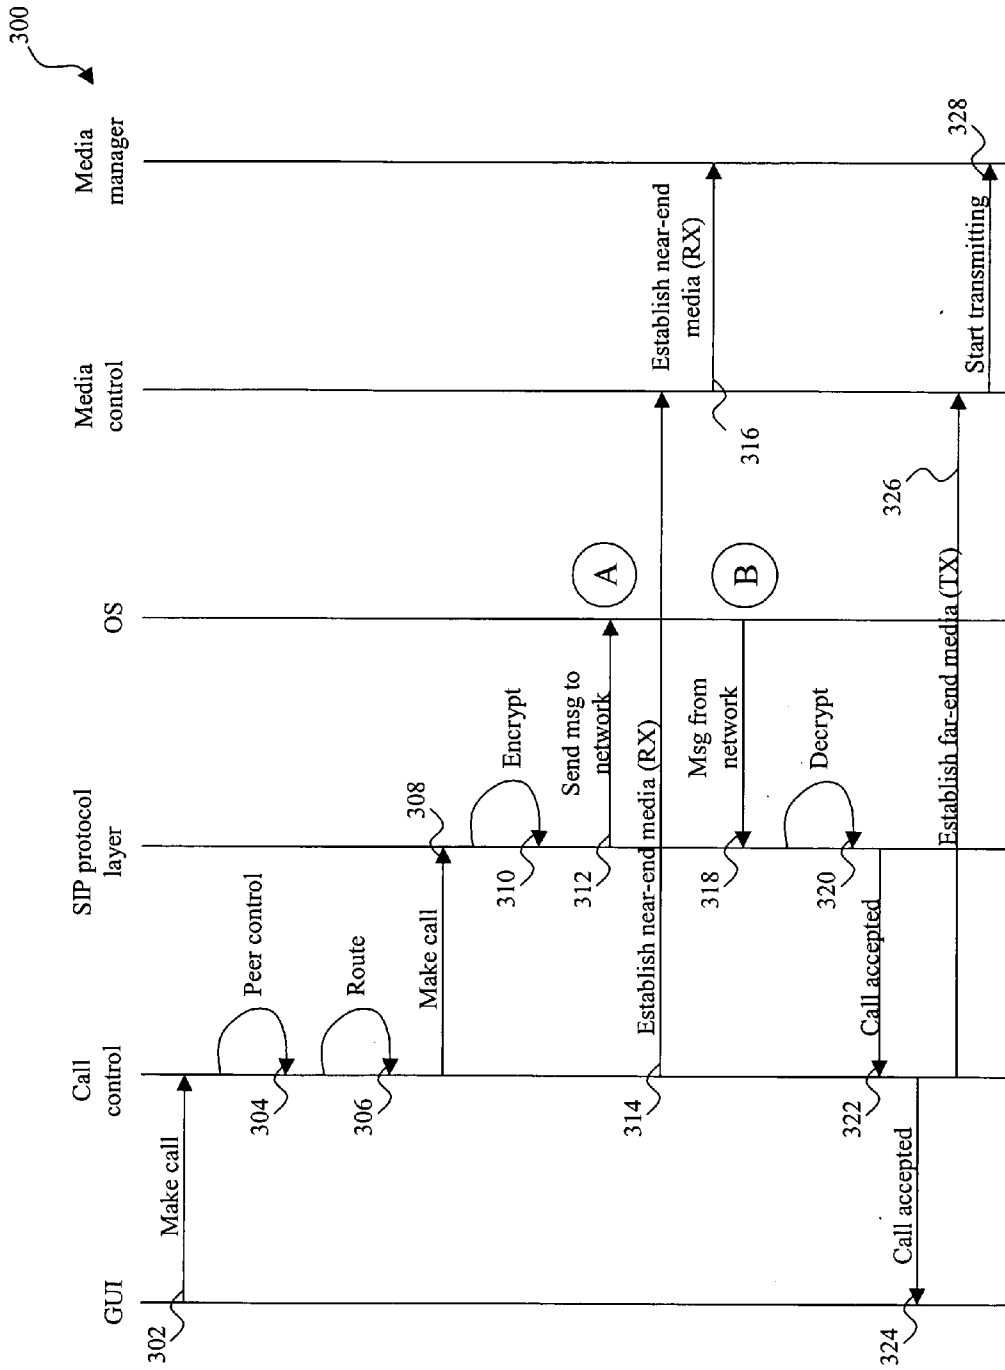 300
GUI
Call
control
SIP protocol
layer
OS
Media
control
Media
manager
302
Make call
304
Peer control
306
Route
Make call
308
310
Encrypt
312
Send msg to
network
A
314
Establish near-end media (RX)
Establish near-end
media (RX)
316
318
Msg from
network
B
320
Decrypt
322
Call accepted
324
Call accepted
326
Establish far-end media (TX)
Start transmitting
328